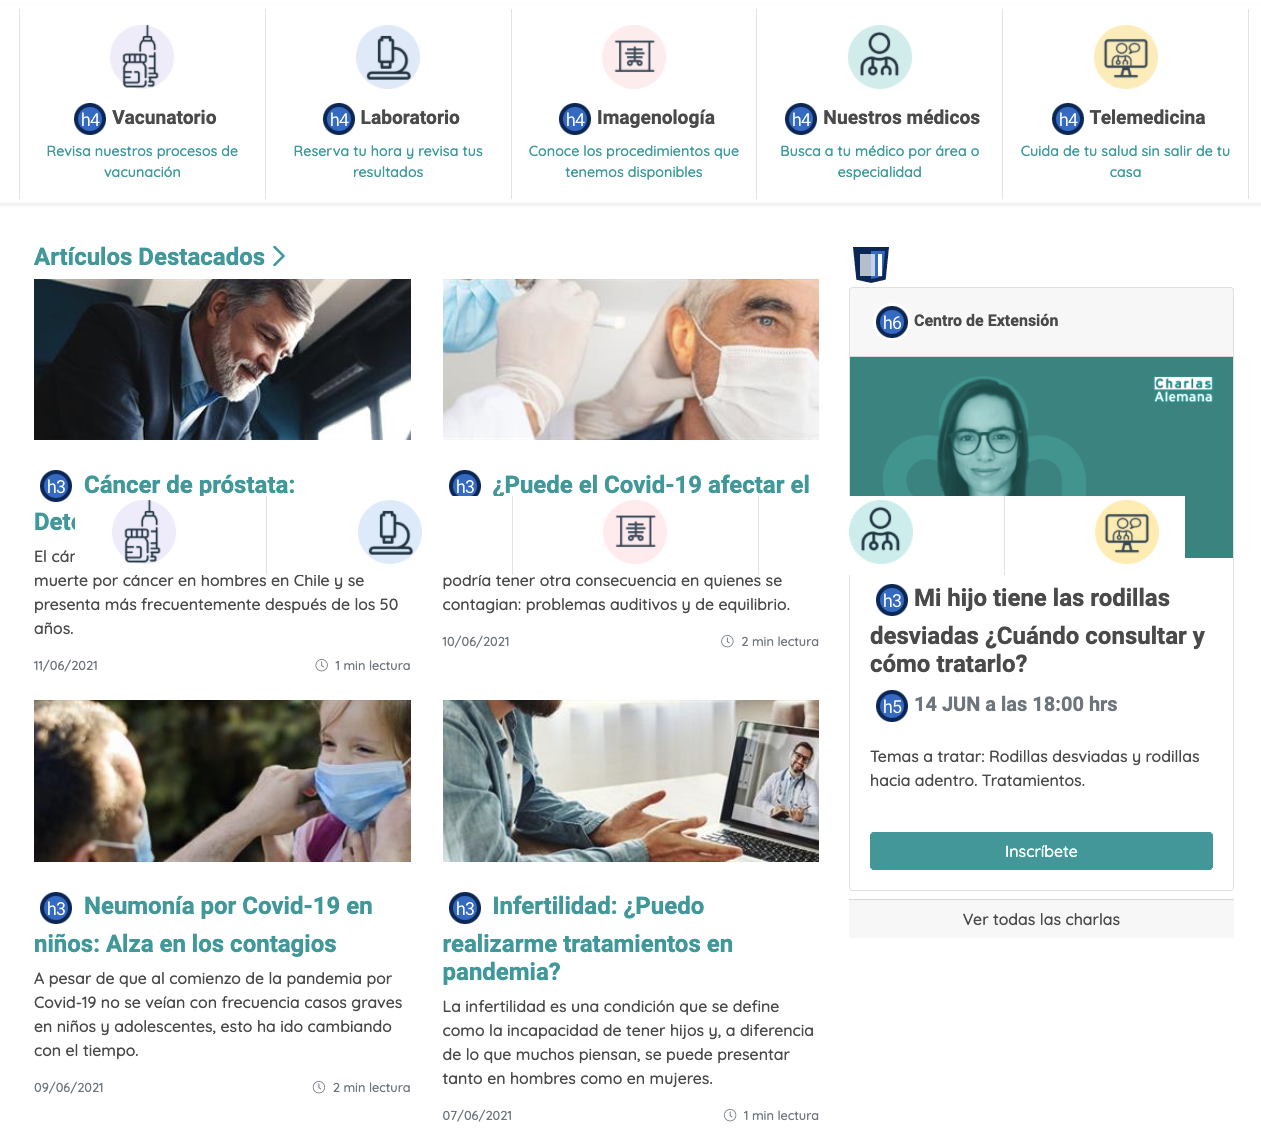 h4 Vacunatorio
Revisa nuestros procesos de
vacunación
h4 Laboratorio
Reserva tu hora y revisa tus
resultados
h4 Imagenología
Conoce los procedimientos que
tenemos disponibles
h4 Nuestros médicos
Busca a tu médico por área o
especialidad
h4 Telemedicina
Cuida de tu salud sin salir de tu
casa
Artículos Destacados
h3 Cáncer de próstata:
El
muerte por cáncer en hombres en Chile y se
presenta más frecuentemente después de los 50
años.
11/06/2021
1 min lectura
h3 ¿Puede el Covid-19 afectar el
podría tener otra consecuencia en quienes se
contagian: problemas auditivos y de equilibrio.
10/06/2021
2 min lectura
h3 Neumonía por Covid-19 en
niños: Alza en los contagios
A pesar de que al comienzo de la pandemia por
Covid-19 no se veían con frecuencia casos graves
en niños y adolescentes, esto ha ido cambiando
con el tiempo.
09/06/2021
2 min lectura
h3 Infertilidad: ¿Puedo
realizarme tratamientos en
pandemia?
La infertilidad es una condición que se define
como la incapacidad de tener hijos y, a diferencia
de lo que muchos piensan, se puede presentar
tanto en hombres como en mujeres.
07/06/2021
1 min lectura
h6 Centro de Extensión
Charlas
Alemana
h3 Mi hijo tiene las rodillas
desviadas ¿Cuándo consultar y
cómo tratarlo?
h5 14 JUN a las 18:00 hrs
Temas a tratar: Rodillas desviadas y rodillas
hacia adentro. Tratamientos.
Inscríbete
Ver todas las charlas